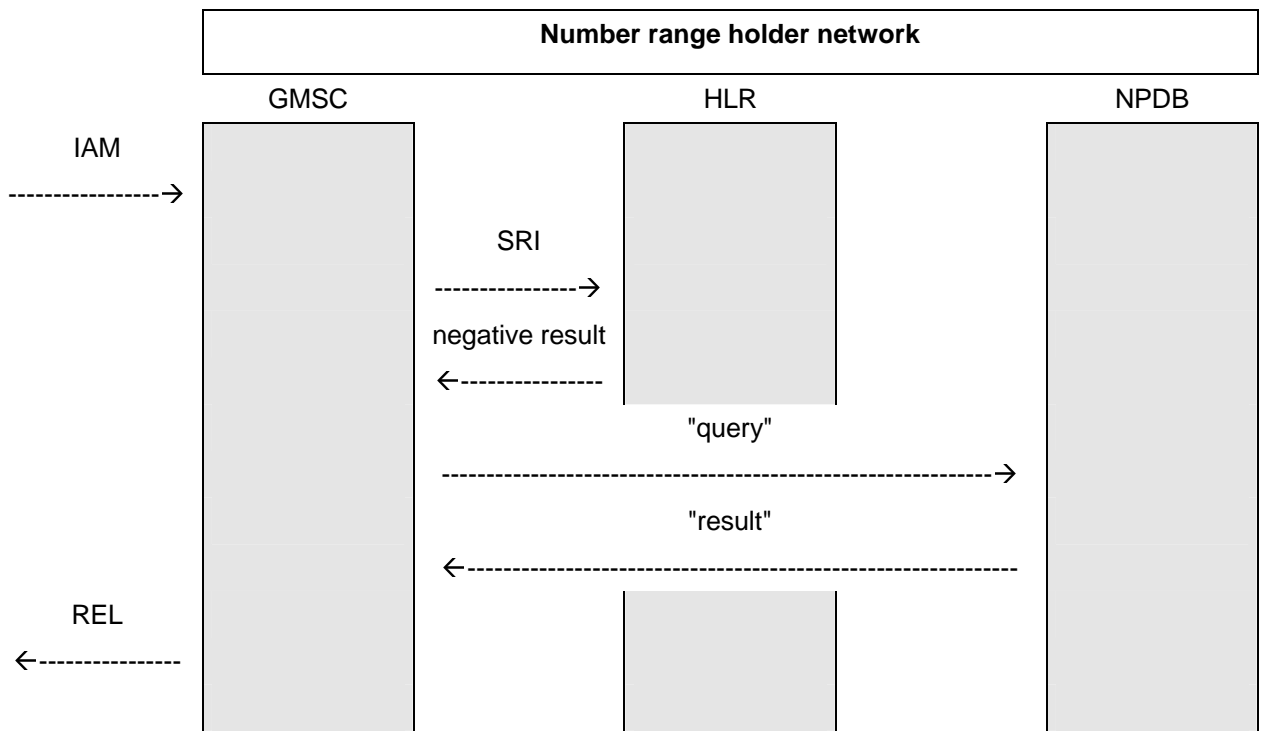 Number range holder network
GMSC HLR NPDB
IAM
SRI
negative result
"query"
"result"
REL